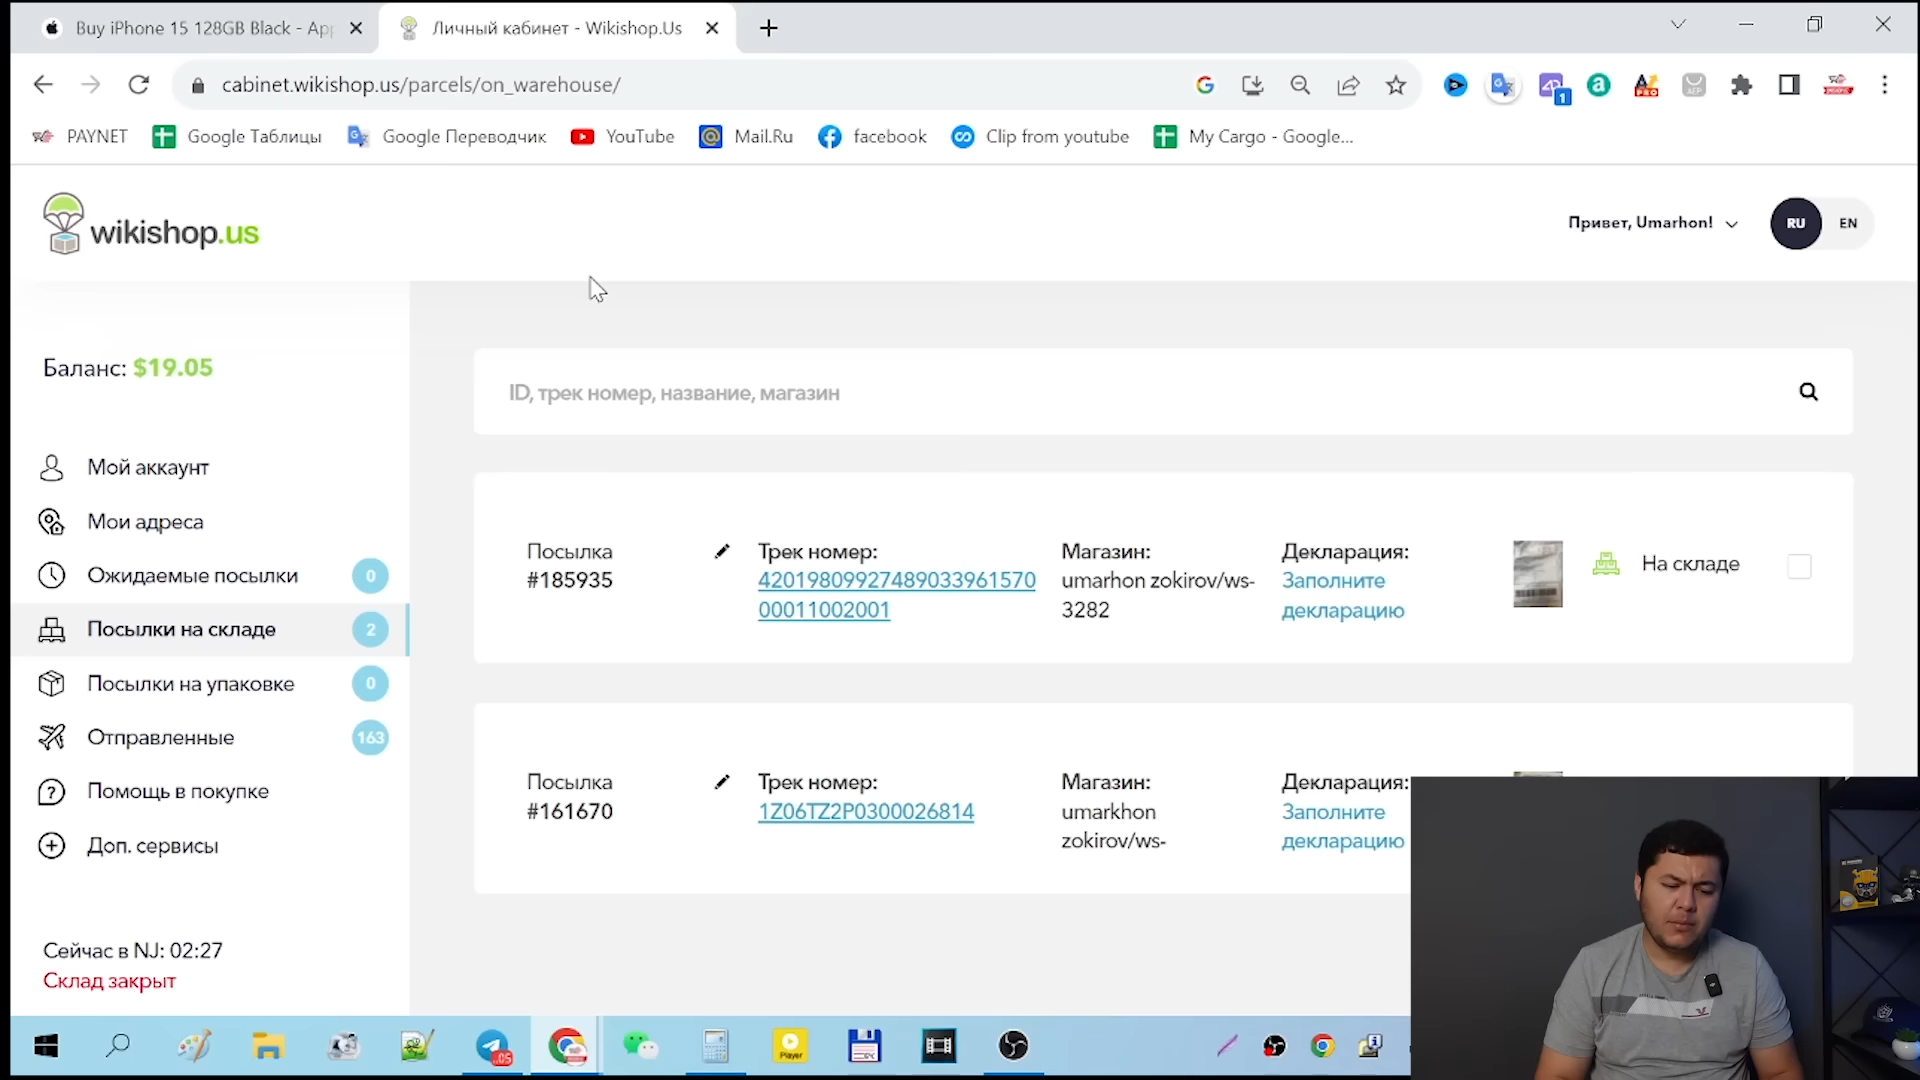 Buy iPhone 15 128GB Black - App
Личный кабинет - Wikishop.Us
cabinet.wikishop.us/parcels/on_warehouse/
1
PAYNET
Google Таблицы
Google Переводчик
YouTube
Mail.Ru
facebook
Clip from youtube
My Cargo - Google...
wikishop.us
Привет, Umarhon!
RU
EN
Баланс: $19.05
Мой аккаунт
Мои адреса
Ожидаемые посылки
0
Посылки на складе
2
Посылки на упаковке
0
Отправленные
163
Помощь в покупке
Доп. сервисы
Сейчас в NJ: 02:27
Склад закрыт
ID, трек номер, название, магазин
Посылка
#185935
Трек номер:
42019809927489033961570
00011002001
Магазин:
umarhon zokirov/ws-
3282
Декларация:
Заполните
декларацию
На складе
Посылка
#161670
Трек номер:
1Z06TZ2P0300026814
Магазин:
umarkhon
zokirov/ws-
Декларация:
Заполните
декларацию
.05
Player